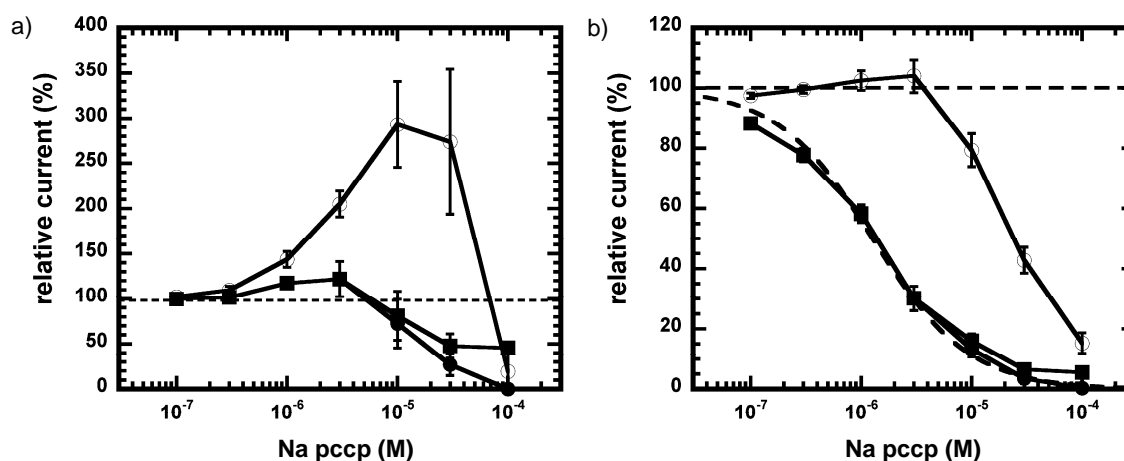 a)
relative current (%)
400
350
300
250
200
150
100
50
0
10⁻⁷ 10⁻⁶ 10⁻⁵ 10⁻⁴
Na pccp (M)
b)
relative current (%)
120
100
80
60
40
20
0
10⁻⁷ 10⁻⁶ 10⁻⁵ 10⁻⁴
Na pccp (M)